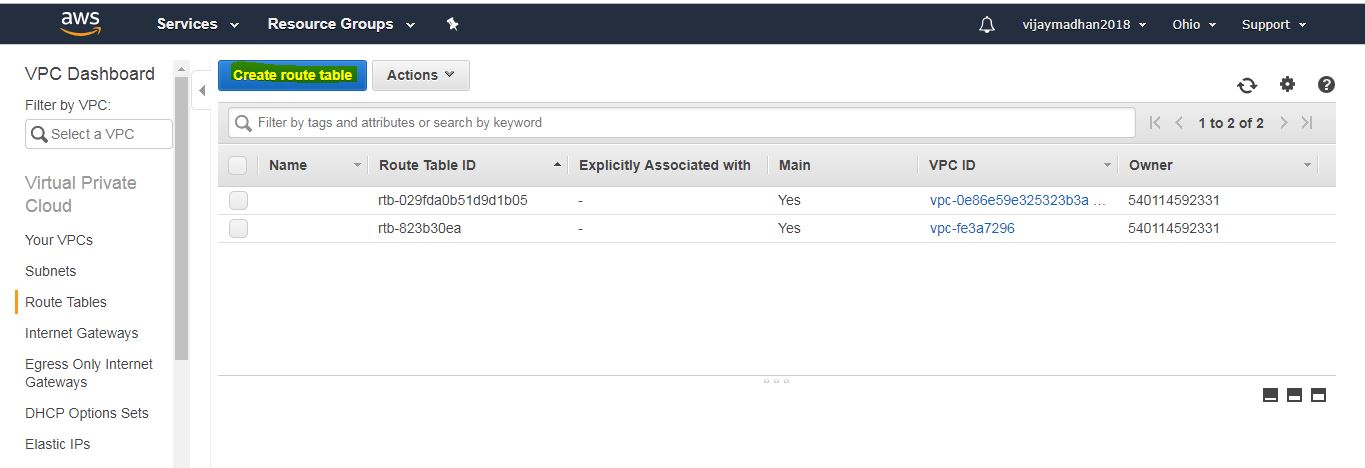 aws Services Resource Groups vijaymadhan2018 Ohio Support
VPC Dashboard
Filter by VPC:
Select a VPC
Virtual Private
Cloud
Your VPCs
Subnets
Route Tables
Internet Gateways
Egress Only Internet
Gateways
DHCP Options Sets
Elastic IPs
Create route table Actions
Filter by tags and attributes or search by keyword 1 to 2 of 2
Name Route Table ID Explicitly Associated with Main VPC ID Owner
rtb-029fda0b51d9d1b05 - Yes vpc-0e86e59e325323b3a ... 540114592331
rtb-823b30ea - Yes vpc-fe3a7296 540114592331